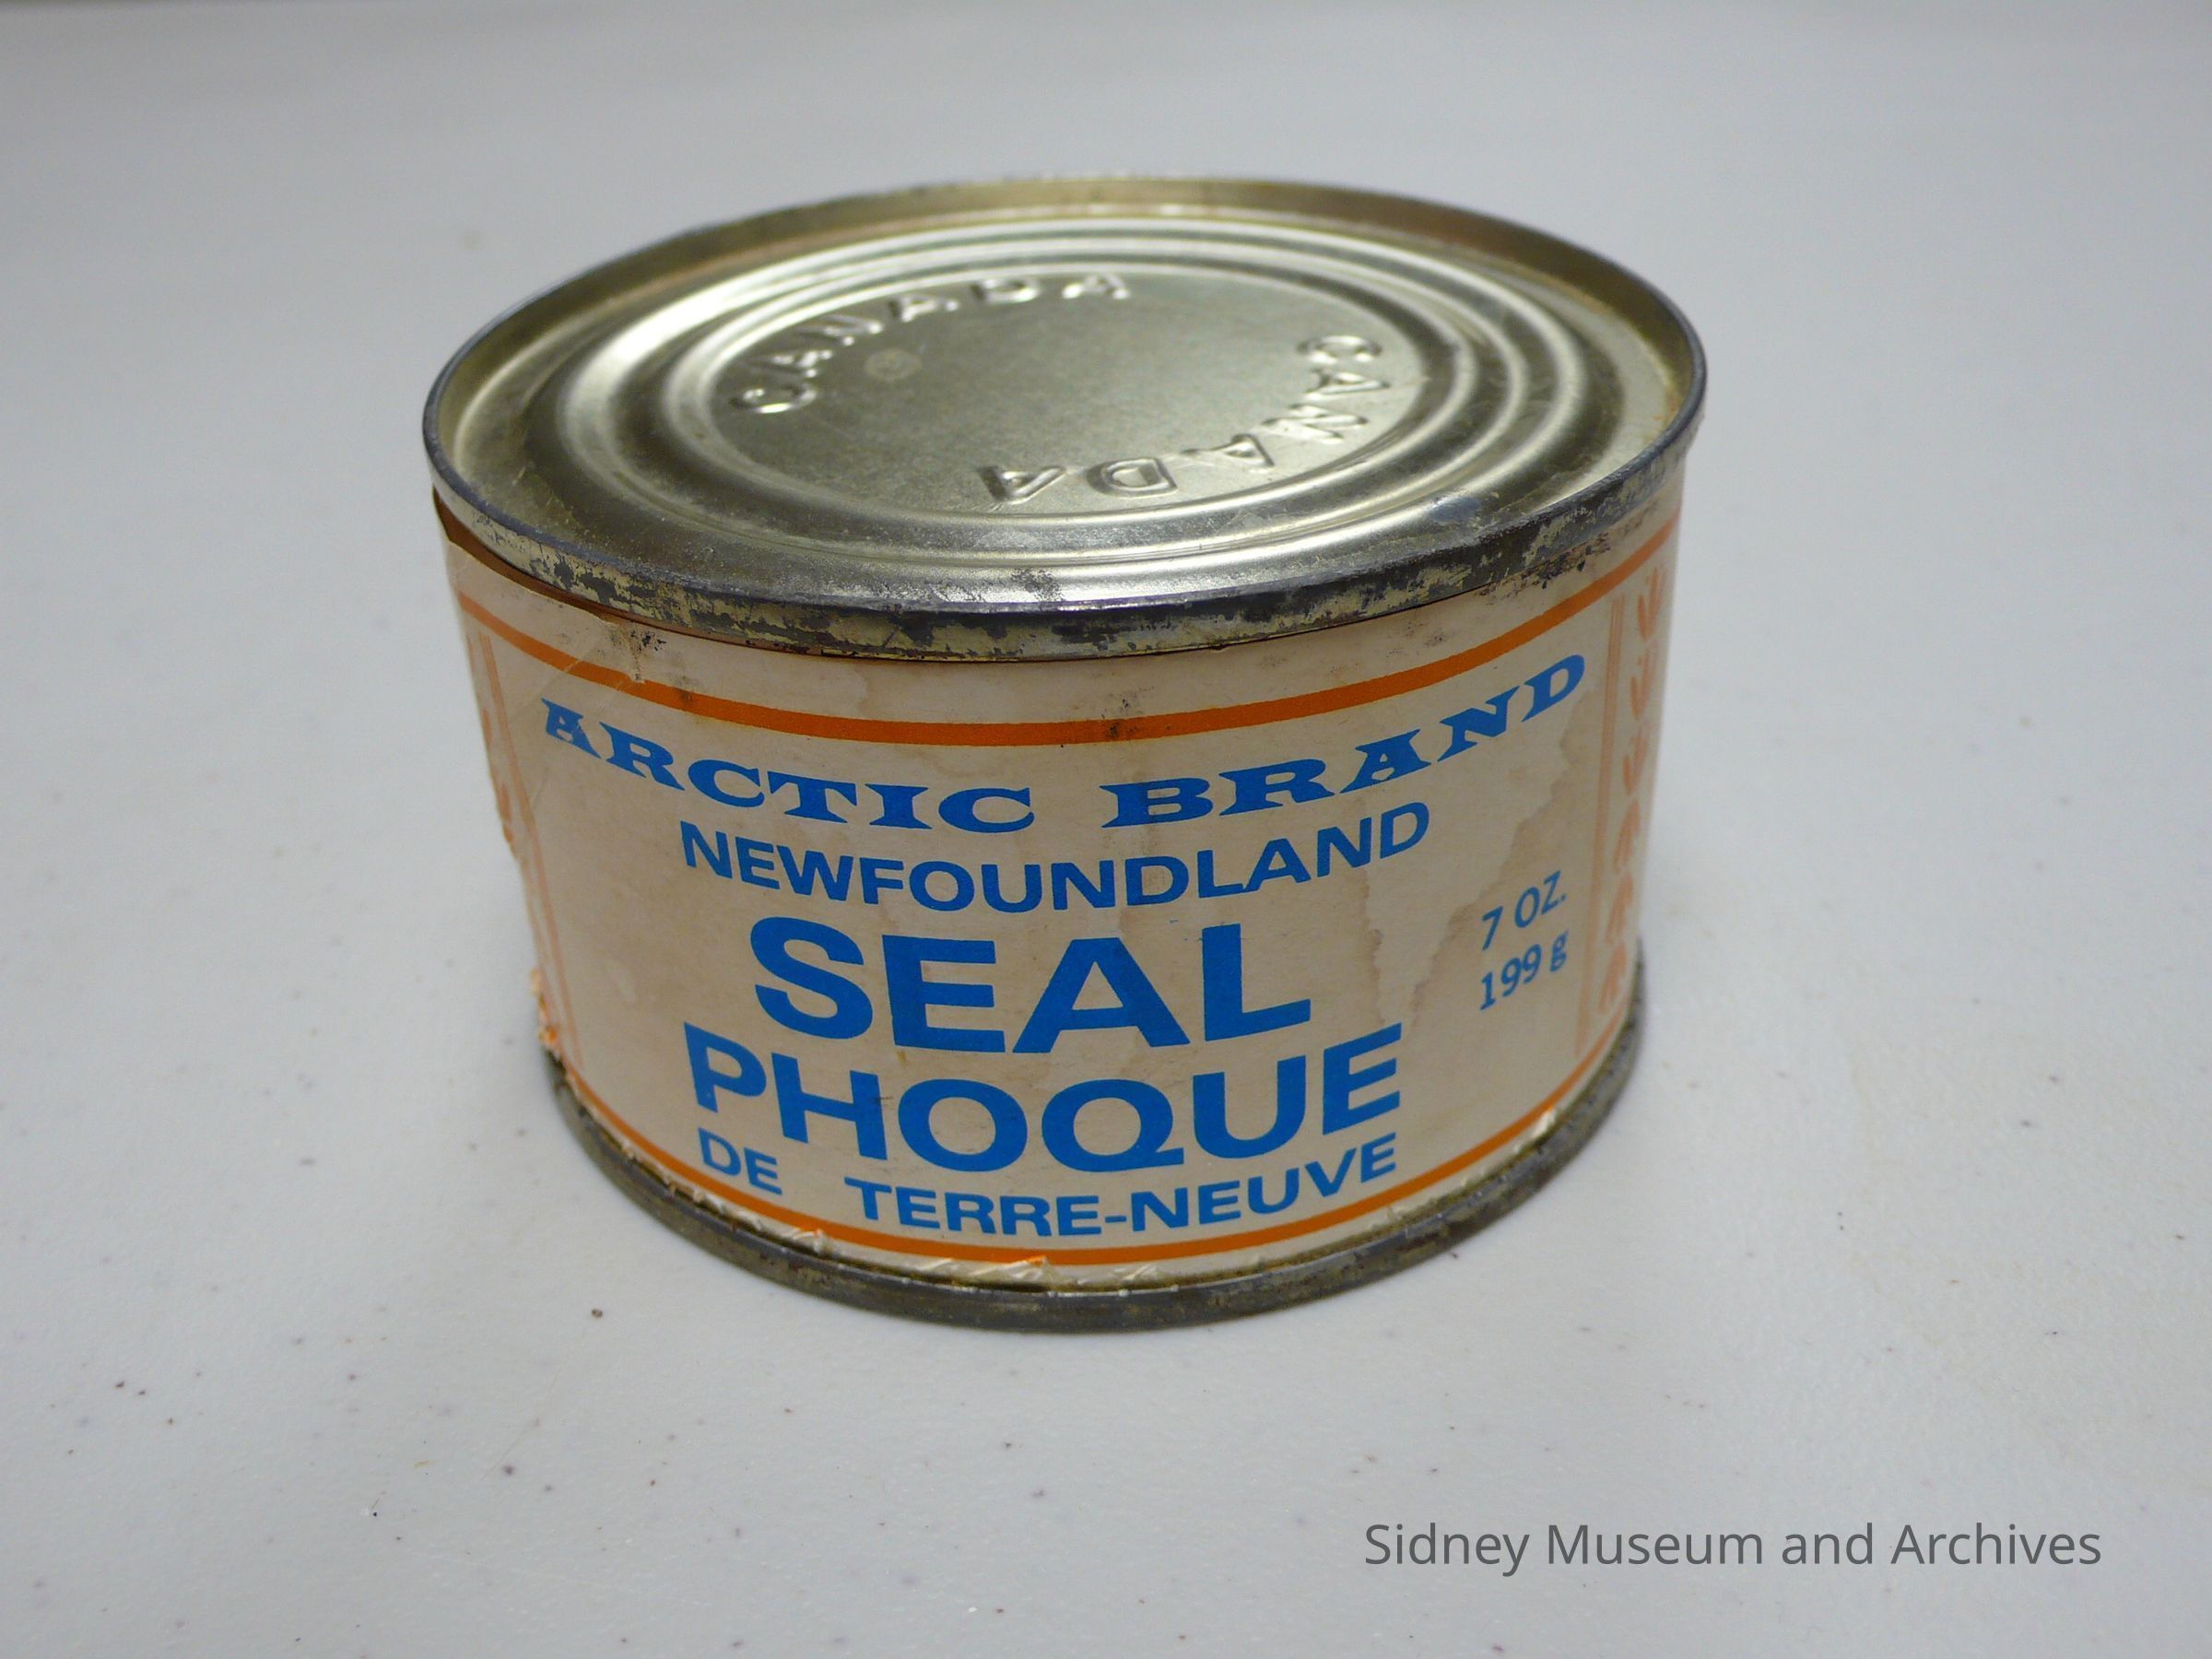 CANADA
CANADA
ARCTIC BRAND
NEWFOUNDLAND
SEAL
7 OZ.
199 g
PHOQUE
DE TERRE-NEUVE
Sidney Museum and Archives